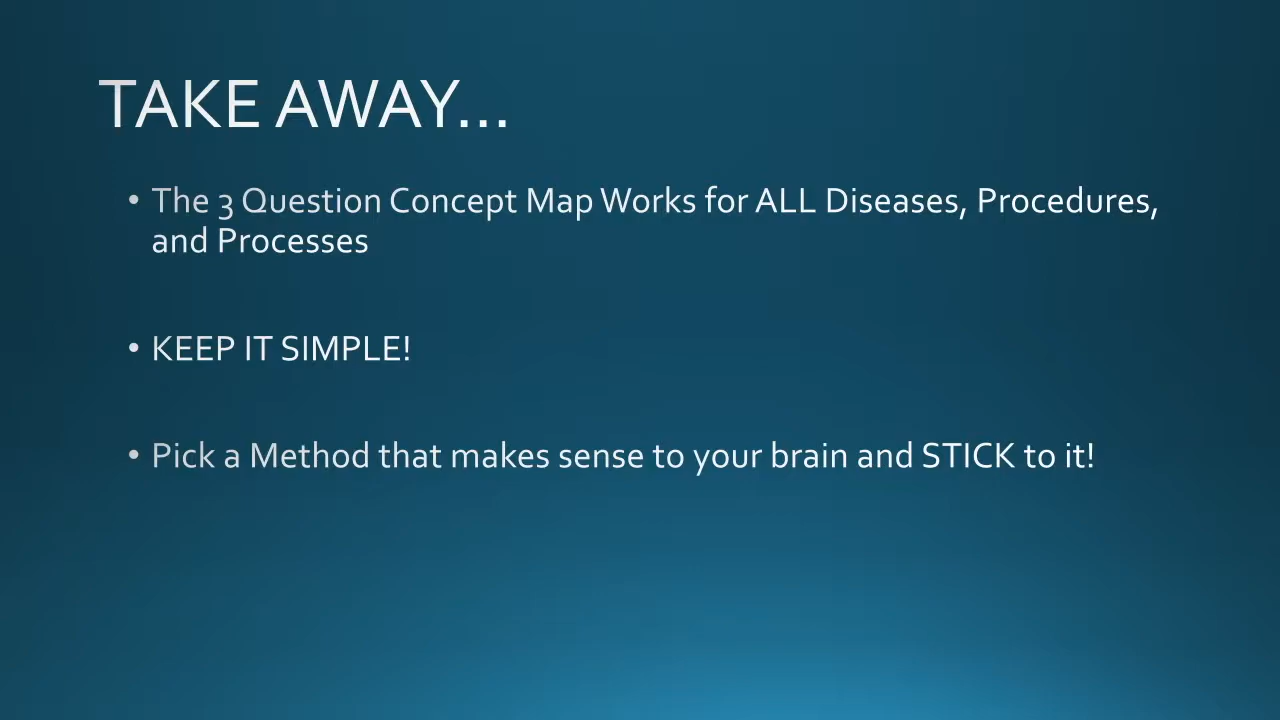 TAKE AWAY...
• The 3 Question Concept Map Works for ALL Diseases, Procedures,
and Processes
• KEEP IT SIMPLE!
• Pick a Method that makes sense to your brain and STICK to it!